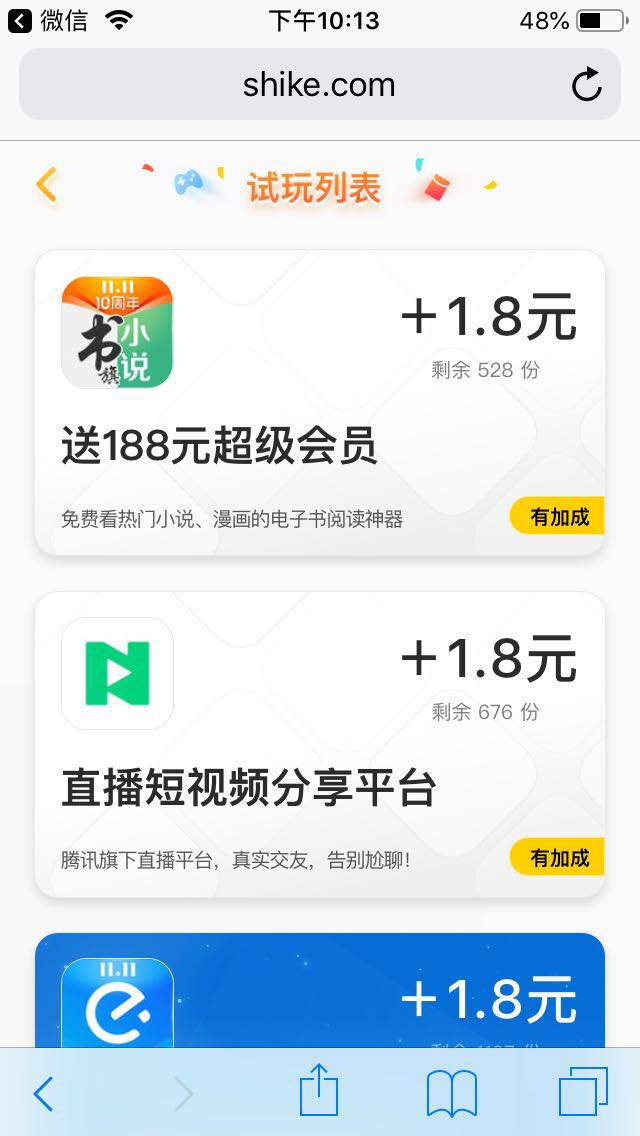 微信
下午10:13
48%
shike.com
试玩列表
11.11
10周年
书旗
小说
+1.8元
剩余 528 份
送188元超级会员
免费看热门小说、漫画的电子书阅读神器
有加成
+1.8元
剩余 676 份
直播短视频分享平台
腾讯旗下直播平台，真实交友，告别尬聊！
有加成
11.11
+1.8元